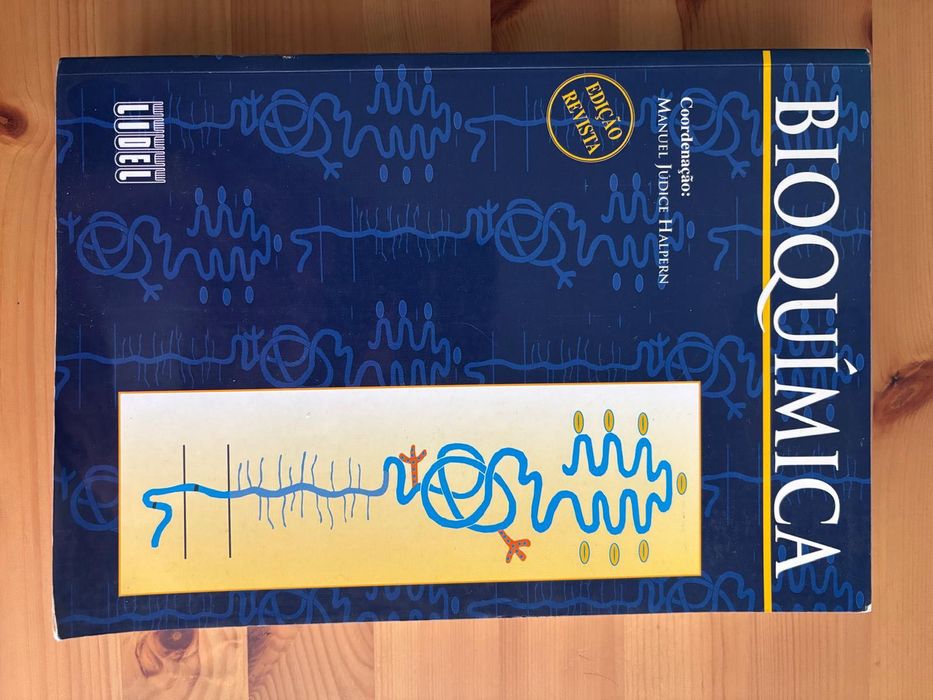 BIOQUÍMICA
Coordenação:
MANUEL JÚDICE HALPERN
EDIÇÃO
REVISTA
LIDEL